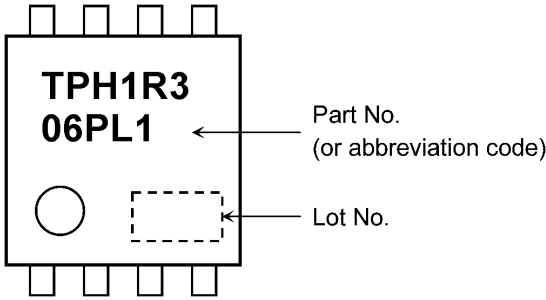 TPH1R3
06PL1
Part No.
(or abbreviation code)
Lot No.